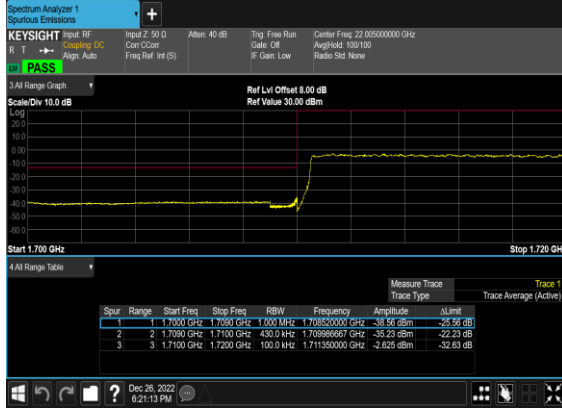 Spectrum Analyzer 1
Spurious Emissions
+
KEYSIGHT Input: RF Input Z: 50 Ω Atten: 40 dB Trig: Free Run Center Freq: 22.005000000 GHz
R T Coupling: DC Corr CCorr Gate: Off Avg|Hold: 100/100
Align: Auto Freq Ref: Int (S) IF Gain: Low Radio Std: None
PASS
3 All Range Graph
Ref Lvl Offset 8.00 dB
Scale/Div 10.0 dB Ref Value 30.00 dBm
Log
20.0
10.0
0.00
-10.0
-20.0
-30.0
-40.0
-50.0
-60.0
Start 1.700 GHz Stop 1.720 GH
4 All Range Table
Measure Trace Trace 1
Trace Type Trace Average (Active)
Spur Range Start Freq Stop Freq RBW Frequency Amplitude ΔLimit
1 1 1.7000 GHz 1.7090 GHz 1.000 MHz 1.708520000 GHz -38.56 dBm -25.56 dB
2 2 1.7090 GHz 1.7100 GHz 430.0 kHz 1.709986667 GHz -35.23 dBm -22.23 dB
3 3 1.7100 GHz 1.7200 GHz 100.0 kHz 1.711350000 GHz -2.625 dBm -32.63 dB
? Dec 26, 2022
6:21:13 PM